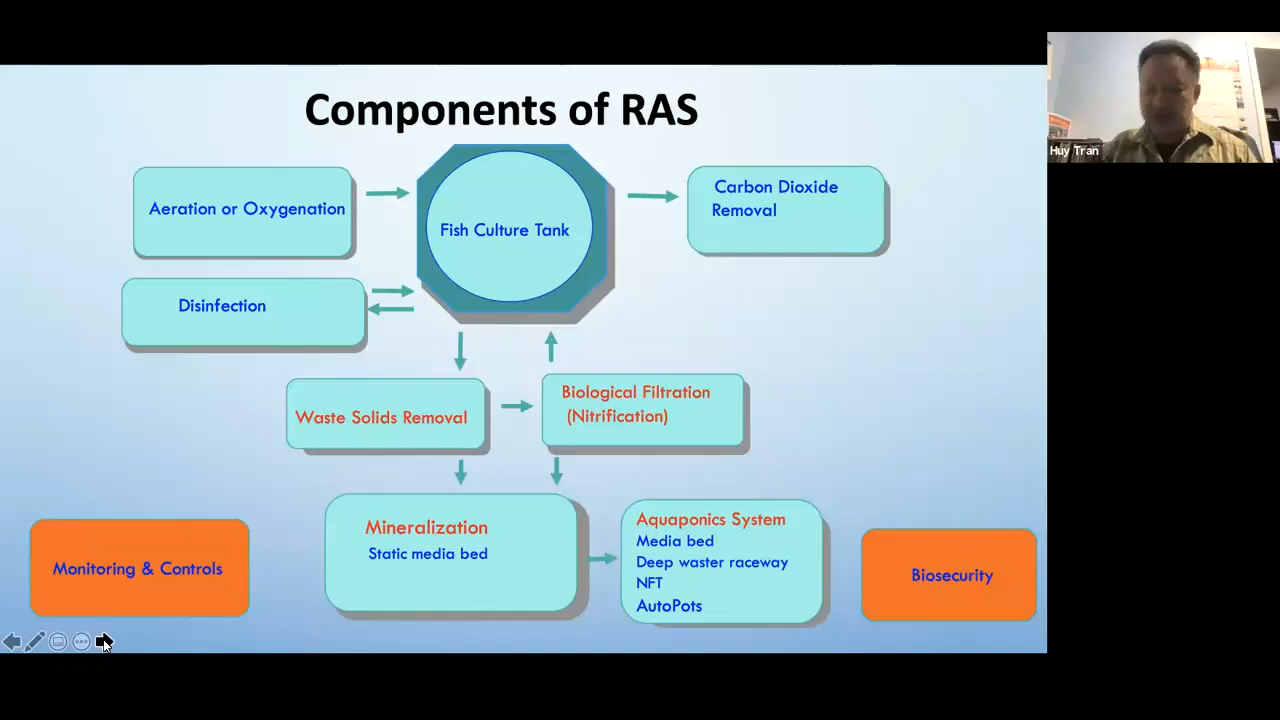 Components of RAS
Huy Tran
Aeration or Oxygenation
Fish Culture Tank
Carbon Dioxide
Removal
Disinfection
Waste Solids Removal
Biological Filtration
(Nitrification)
Mineralization
Static media bed
Aquaponics System
Media bed
Deep waster raceway
NFT
AutoPots
Monitoring & Controls
Biosecurity